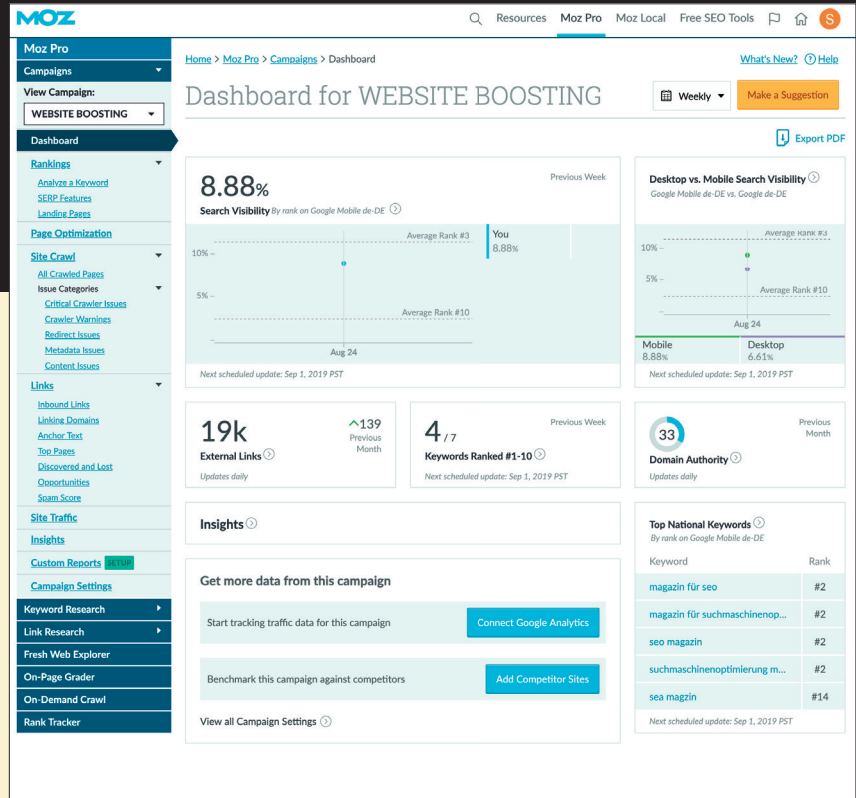 MOZ
Resources Moz Pro Moz Local Free SEO Tools S
Moz Pro
Campaigns
View Campaign:
WEBSITE BOOSTING
Dashboard
Rankings
Analyze a Keyword
SERP Features
Landing Pages
Page Optimization
Site Crawl
All Crawled Pages
Issue Categories
Critical Crawler Issues
Crawler Warnings
Redirect Issues
Metadata Issues
Content Issues
Links
Inbound Links
Linking Domains
Anchor Text
Top Pages
Discovered and Lost
Opportunities
Spam Score
Site Traffic
Insights
Custom Reports SETUP
Campaign Settings
Keyword Research
Link Research
Fresh Web Explorer
On-Page Grader
On-Demand Crawl
Rank Tracker
Home > Moz Pro > Campaigns > Dashboard
What's New? ? Help
Dashboard for WEBSITE BOOSTING
Weekly
Make a Suggestion
Export PDF
8.88%
Previous Week
Search Visibility By rank on Google Mobile de-DE
Average Rank #3
You
8.88%
10%
5%
Average Rank #10
Aug 24
Next scheduled update: Sep 1, 2019 PST
Desktop vs. Mobile Search Visibility
Google Mobile de-DE vs. Google de-DE
Average Rank #3
10%
5%
Average Rank #10
Aug 24
Mobile Desktop
8.88% 6.61%
Next scheduled update: Sep 1, 2019 PST
19k
139
Previous
Month
External Links
Updates daily
4 / 7
Previous Week
Keywords Ranked #1-10
Next scheduled update: Sep 1, 2019 PST
33
Previous
Month
Domain Authority
Updates daily
Insights
Get more data from this campaign
Start tracking traffic data for this campaign
Connect Google Analytics
Benchmark this campaign against competitors
Add Competitor Sites
View all Campaign Settings
Top National Keywords
By rank on Google Mobile de-DE
Keyword Rank
magazin für seo #2
magazin für suchmaschinenop... #2
seo magazin #2
suchmaschinenoptimierung m... #2
sea magzin #14
Next scheduled update: Sep 1, 2019 PST